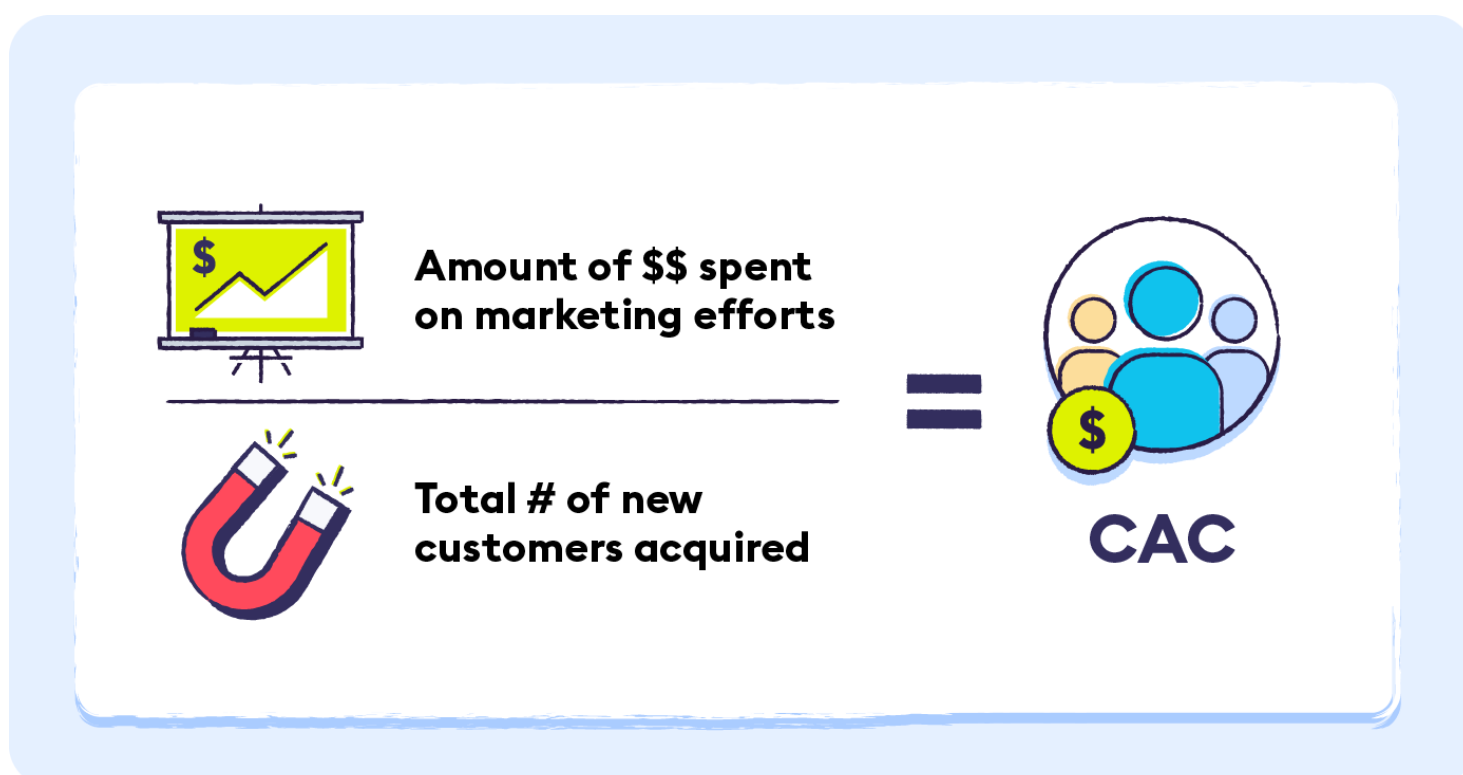 $
Amount of $$ spent
on marketing efforts
Total # of new
customers acquired
=
$
CAC